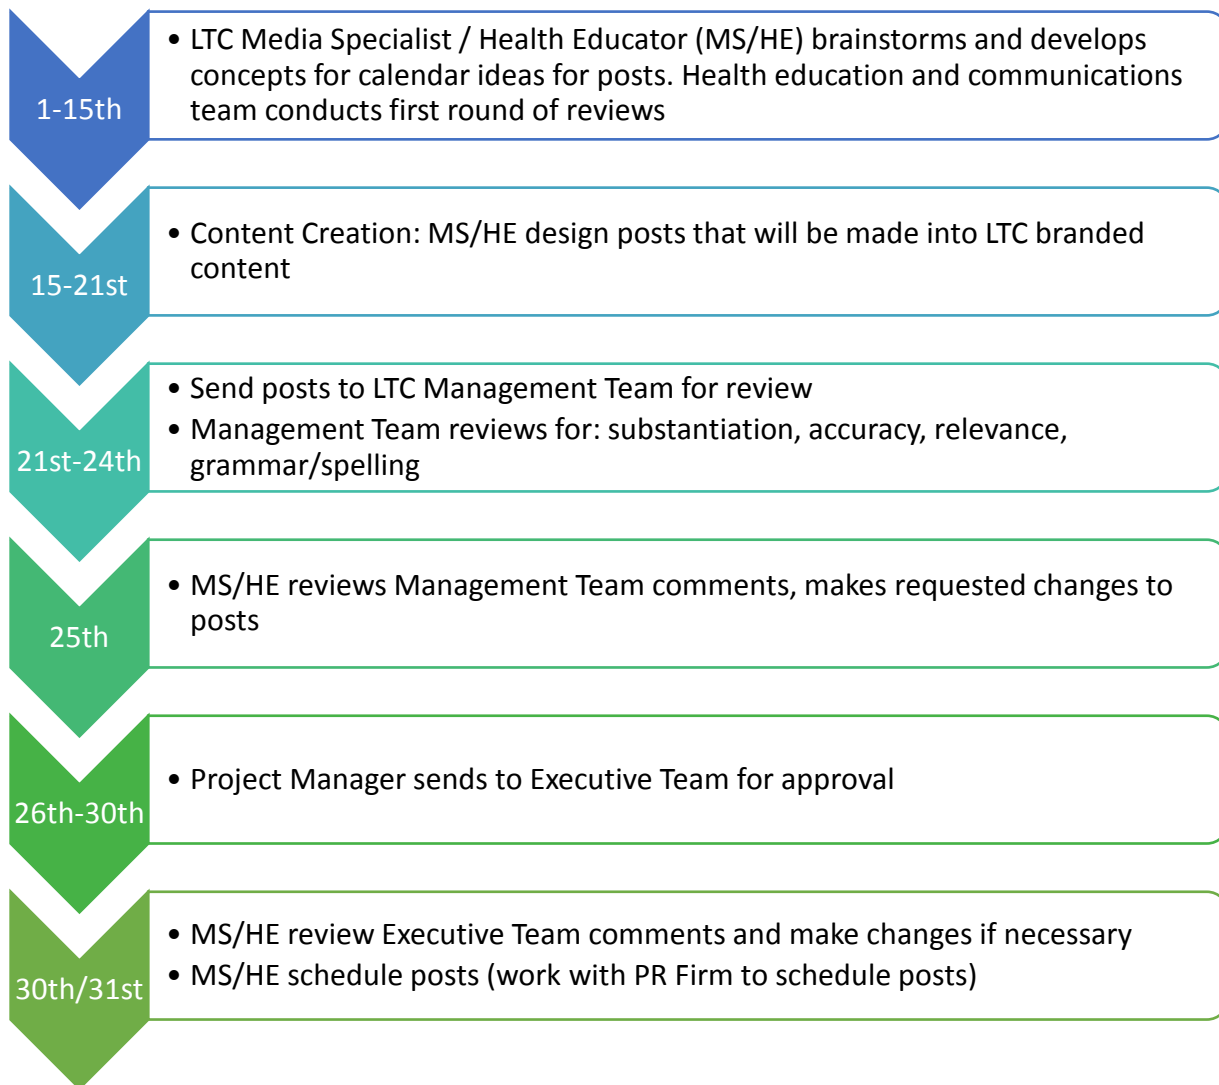 • LTC Media Specialist / Health Educator (MS/HE) brainstorms and develops
concepts for calendar ideas for posts. Health education and communications
team conducts first round of reviews
1-15th
• Content Creation: MS/HE design posts that will be made into LTC branded
content
15-21st
• Send posts to LTC Management Team for review
• Management Team reviews for: substantiation, accuracy, relevance,
grammar/spelling
21st-24th
• MS/HE reviews Management Team comments, makes requested changes to
posts
25th
• Project Manager sends to Executive Team for approval
26th-30th
• MS/HE review Executive Team comments and make changes if necessary
• MS/HE schedule posts (work with PR Firm to schedule posts)
30th/31st